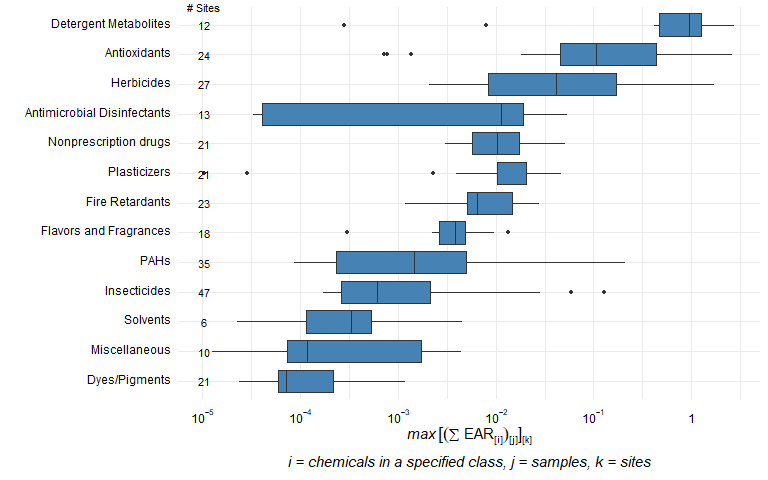 # Sites
Detergent Metabolites 12
Antioxidants 24
Herbicides 27
Antimicrobial Disinfectants 13
Nonprescription drugs 21
Plasticizers 21
Fire Retardants 23
Flavors and Fragrances 18
PAHs 35
Insecticides 47
Solvents 6
Miscellaneous 10
Dyes/Pigments 21
10⁻⁵ 10⁻⁴ 10⁻³ 10⁻² 10⁻¹ 1
max[(∑ EAR[i])[j]][k]
i = chemicals in a specified class, j = samples, k = sites